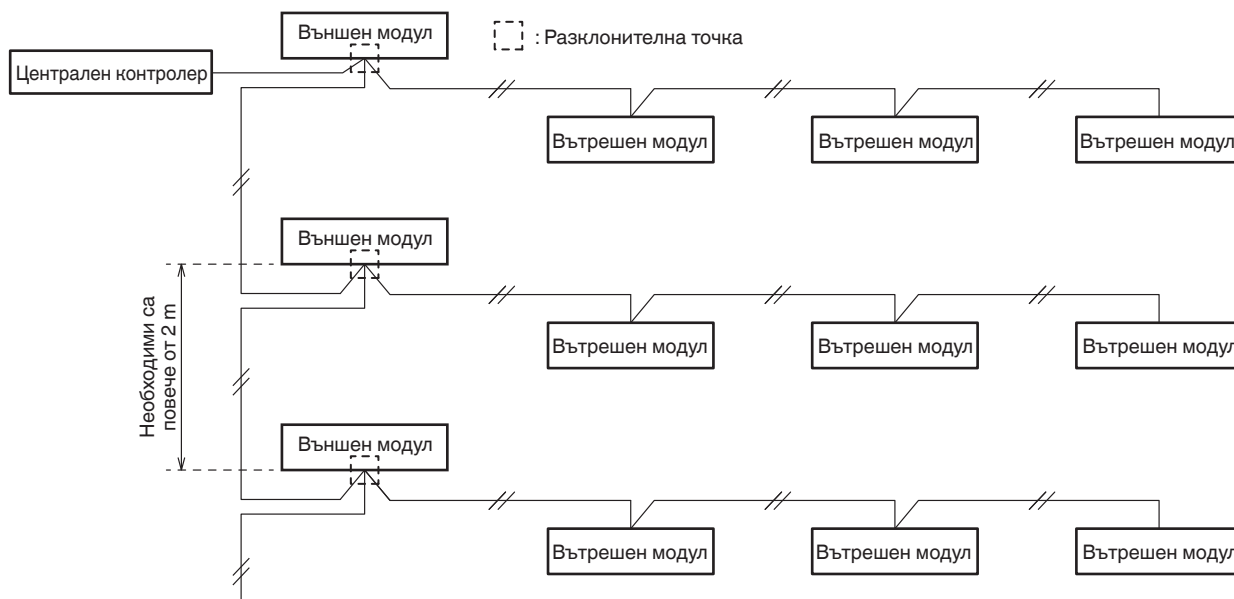 Външен модул
: Разклонителна точка
Централен контролер
Вътрешен модул
Вътрешен модул
Вътрешен модул
Външен модул
Вътрешен модул
Вътрешен модул
Вътрешен модул
Необходими са
повече от 2 m
Външен модул
Вътрешен модул
Вътрешен модул
Вътрешен модул